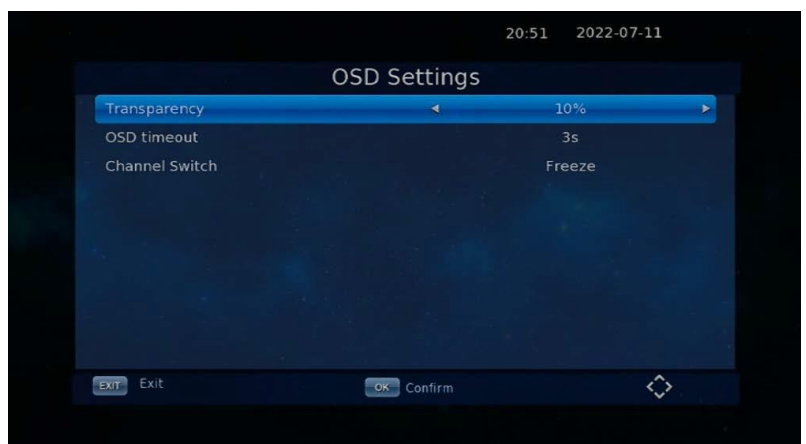 20:51 2022-07-11
OSD Settings
Transparency 10%
OSD timeout 3s
Channel Switch Freeze
EXIT Exit OK Confirm